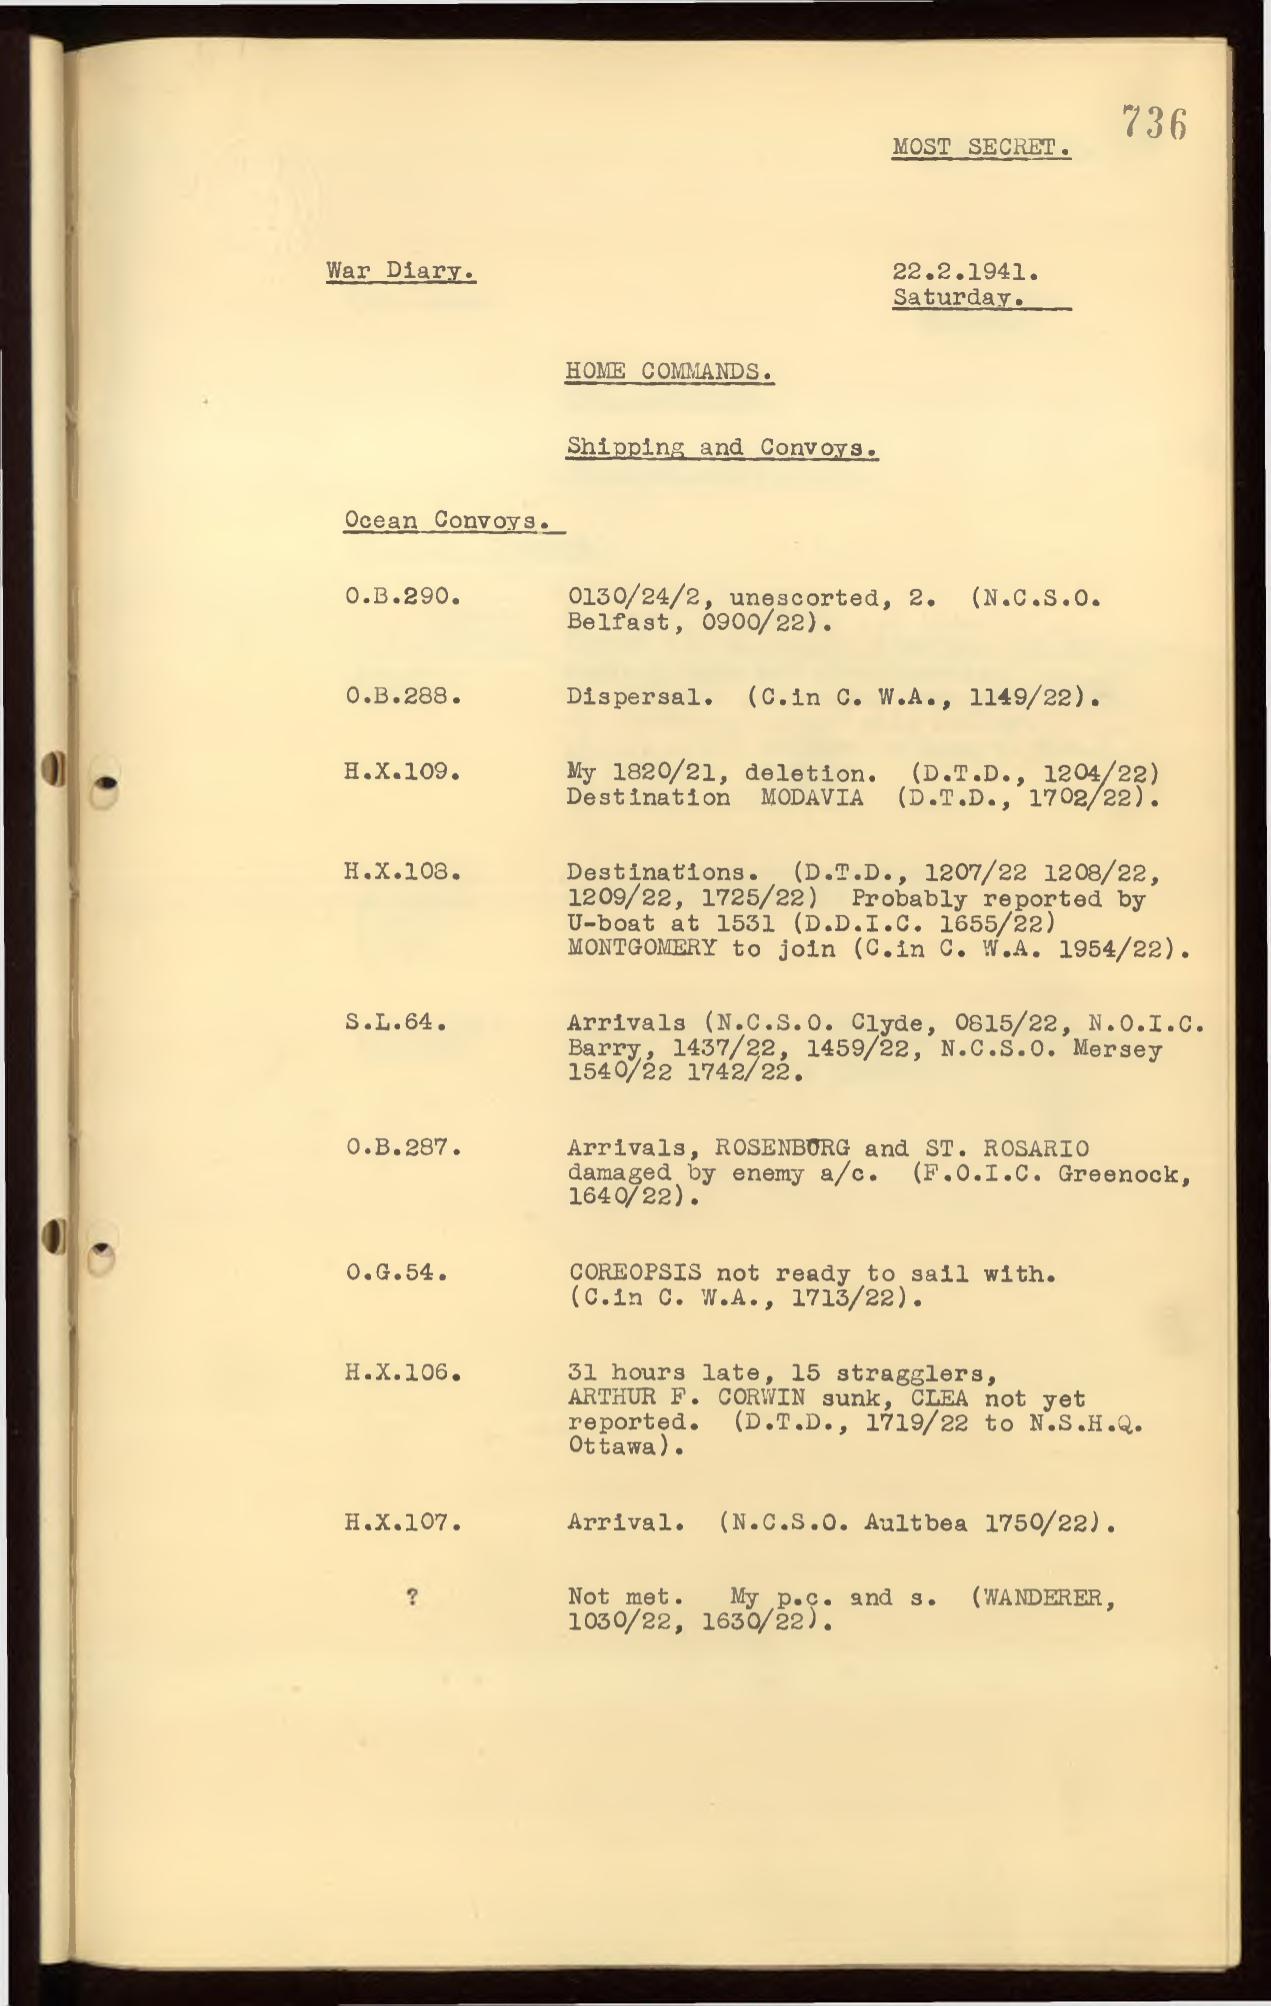 736
MOST SECRET.
War Diary. 22.2.1941.
Saturday.
HOME COMMANDS.
Shipping and Convoys.
Ocean Convoys.
O.B.290. 0130/24/2, unescorted, 2. (N.C.S.O.
Belfast, 0900/22).
O.B.288. Dispersal. (C.in C. W.A., 1149/22).
H.X.109. My 1820/21, deletion. (D.T.D., 1204/22)
Destination MODAVIA (D.T.D., 1702/22).
H.X.108. Destinations. (D.T.D., 1207/22 1208/22,
1209/22, 1725/22) Probably reported by
U-boat at 1531 (D.D.I.C. 1655/22)
MONTGOMERY to join (C.in C. W.A. 1954/22).
S.L.64. Arrivals (N.C.S.O. Clyde, 0815/22, N.O.I.C.
Barry, 1437/22, 1459/22, N.C.S.O. Mersey
1540/22 1742/22.
O.B.287. Arrivals, ROSENBORG and ST. ROSARIO
damaged by enemy a/c. (F.O.I.C. Greenock,
1640/22).
O.G.54. COREOPSIS not ready to sail with.
(C.in C. W.A., 1713/22).
H.X.106. 31 hours late, 15 stragglers,
ARTHUR F. CORWIN sunk, CLEA not yet
reported. (D.T.D., 1719/22 to N.S.H.Q.
Ottawa).
H.X.107. Arrival. (N.C.S.O. Aultbea 1750/22).
? Not met. My p.c. and s. (WANDERER,
1030/22, 1630/22).